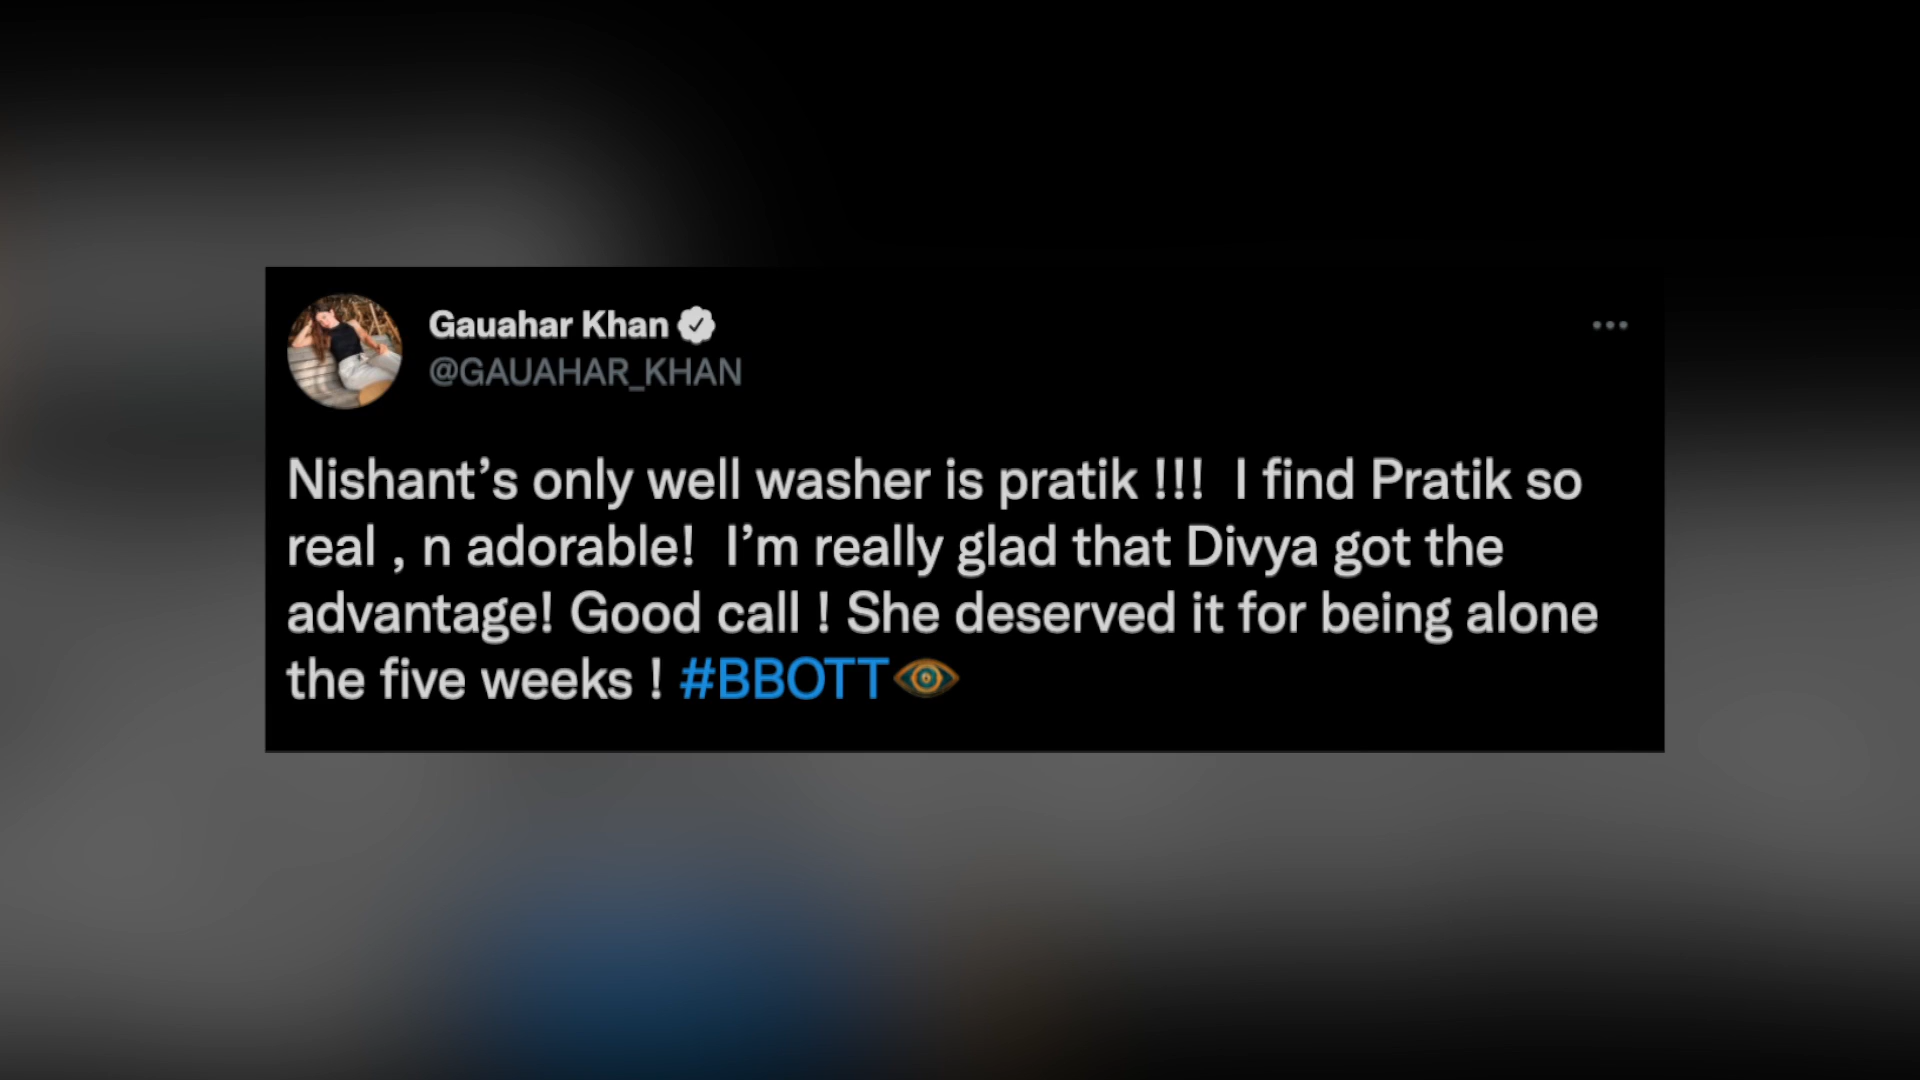 Gauahar Khan
@GAUAHAR_KHAN
Nishant’s only well washer is pratik !!!  I find Pratik so
real , n adorable!  I’m really glad that Divya got the
advantage! Good call ! She deserved it for being alone
the five weeks ! #BBOTT